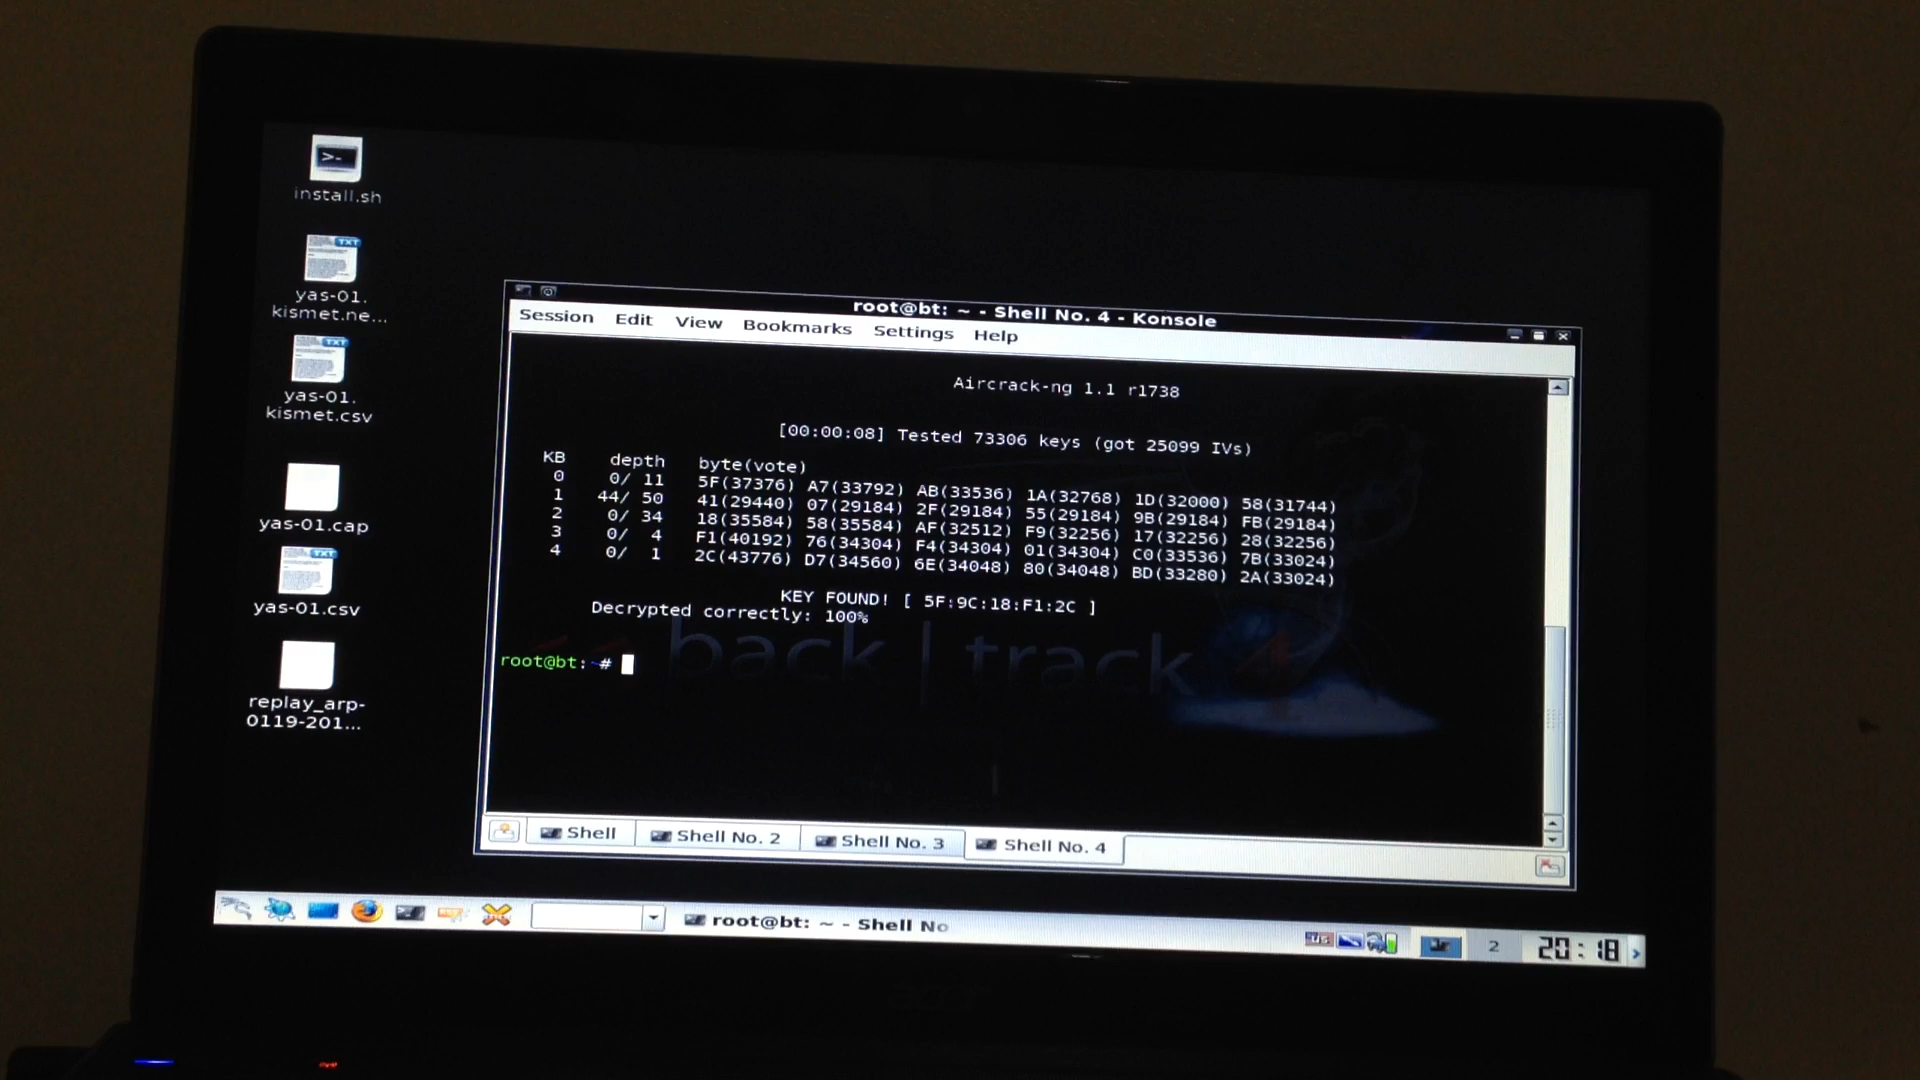 install.sh
yas-01.
kismet.ne...
yas-01.
kismet.csv
yas-01.cap
yas-01.csv
replay_arp-
0119-201...
root@bt: ~ - Shell No. 4 - Konsole
Session Edit View Bookmarks Settings Help
Aircrack-ng 1.1 r1738
[00:00:08] Tested 73306 keys (got 25099 IVs)
KB depth byte(vote)
0 0/ 11 5F(37376) A7(33792) AB(33536) 1A(32768) 1D(32000) 58(31744)
1 44/ 50 41(29440) 07(29184) 2F(29184) 55(29184) 9B(29184) FB(29184)
2 0/ 34 18(35584) 58(35584) AF(32512) F9(32256) 17(32256) 28(32256)
3 0/ 4 F1(40192) 76(34304) F4(34304) 01(34304) C0(33536) 7B(33024)
4 0/ 1 2C(43776) D7(34560) 6E(34048) 80(34048) BD(33280) 2A(33024)
KEY FOUND! [ 5F:9C:18:F1:2C ]
Decrypted correctly: 100%
root@bt:~#
back | track
Shell Shell No. 2 Shell No. 3 Shell No. 4
root@bt: ~ - Shell No
US 2 20:18